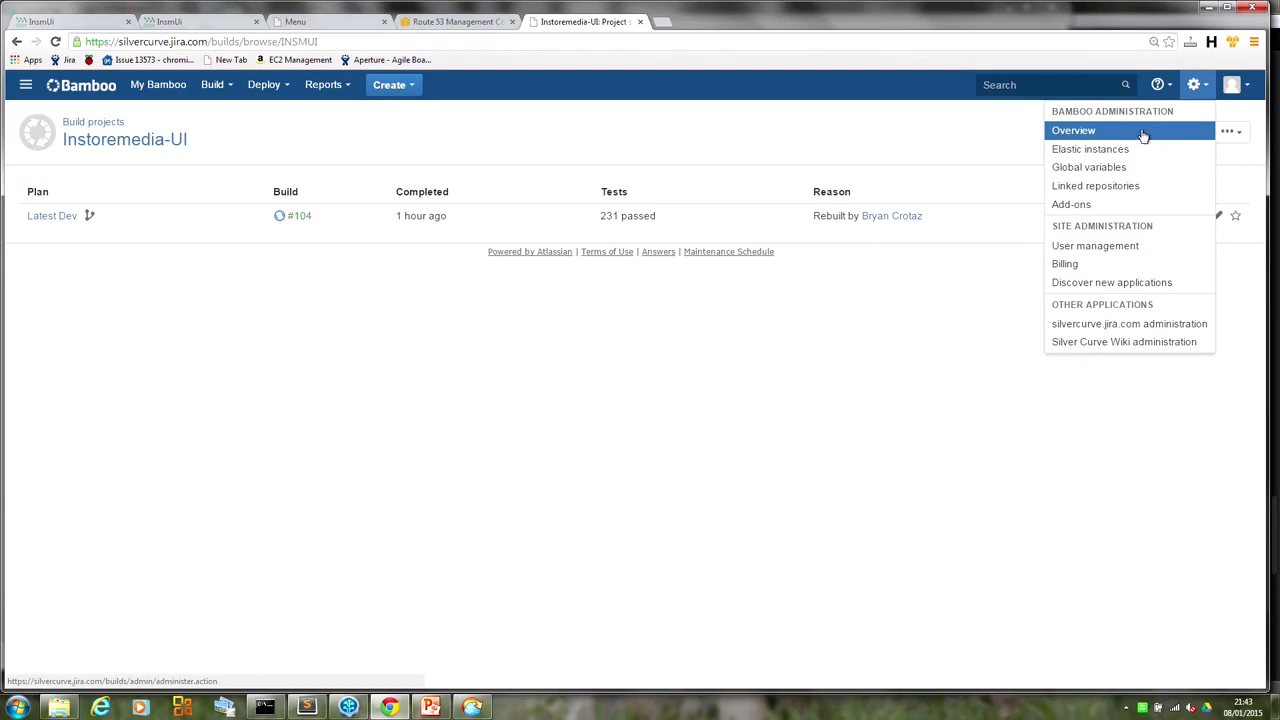 InsmUi
InsmUi
Menu
Route 53 Management Co
Instoremedia-UI: Project s
https://silvercurve.jira.com/builds/browse/INSMUI
Apps
Jira
Issue 13573 - chromi...
New Tab
EC2 Management
Aperture - Agile Boa...
Bamboo
My Bamboo
Build
Deploy
Reports
Create
Search
BAMBOO ADMINISTRATION
Overview
Elastic instances
Global variables
Linked repositories
Add-ons
SITE ADMINISTRATION
User management
Billing
Discover new applications
OTHER APPLICATIONS
silvercurve.jira.com administration
Silver Curve Wiki administration
Build projects
Instoremedia-UI
Plan Build Completed Tests Reason
Latest Dev #104 1 hour ago 231 passed Rebuilt by Bryan Crotaz
Powered by Atlassian | Terms of Use | Answers | Maintenance Schedule
https://silvercurve.jira.com/builds/admin/administer.action
21:43
08/01/2015